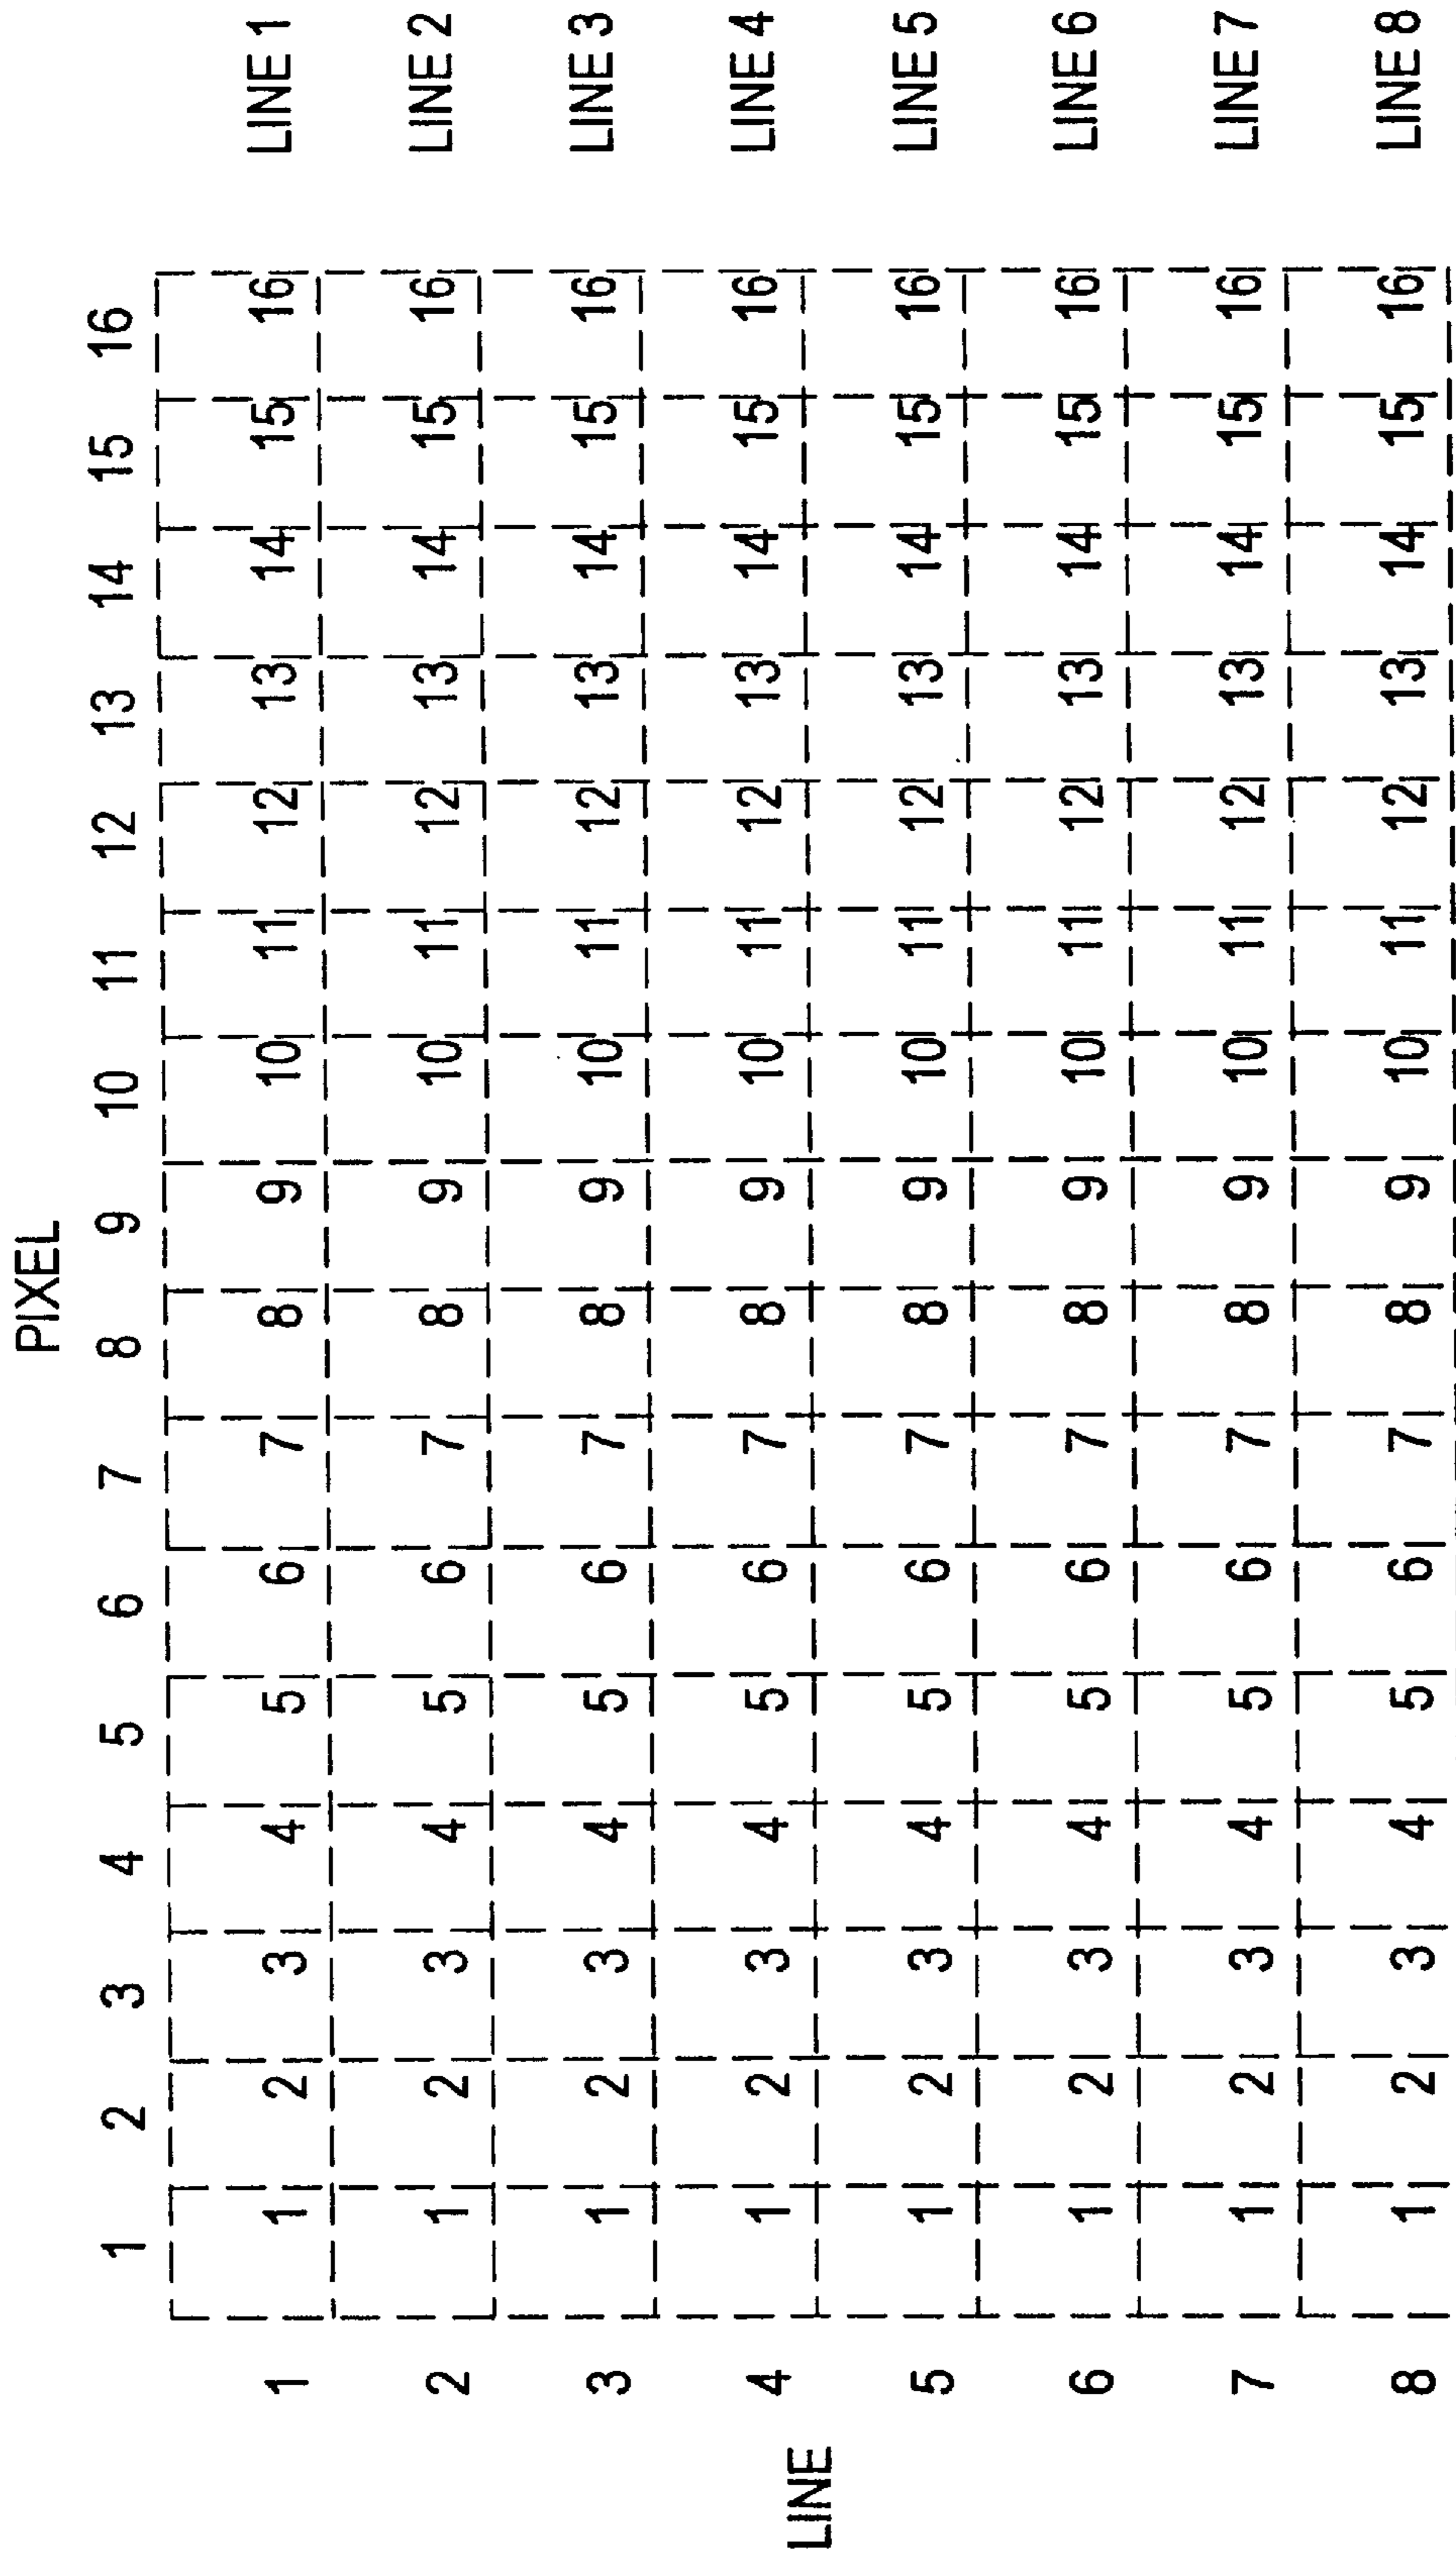 PIXEL
1 2 3 4 5 6 7 8 9 10 11 12 13 14 15 16
1 1 2 3 4 5 6 7 8 9 10 11 12 13 14 15 16 LINE 1
2 1 2 3 4 5 6 7 8 9 10 11 12 13 14 15 16 LINE 2
3 1 2 3 4 5 6 7 8 9 10 11 12 13 14 15 16 LINE 3
4 1 2 3 4 5 6 7 8 9 10 11 12 13 14 15 16 LINE 4
LINE
5 1 2 3 4 5 6 7 8 9 10 11 12 13 14 15 16 LINE 5
6 1 2 3 4 5 6 7 8 9 10 11 12 13 14 15 16 LINE 6
7 1 2 3 4 5 6 7 8 9 10 11 12 13 14 15 16 LINE 7
8 1 2 3 4 5 6 7 8 9 10 11 12 13 14 15 16 LINE 8